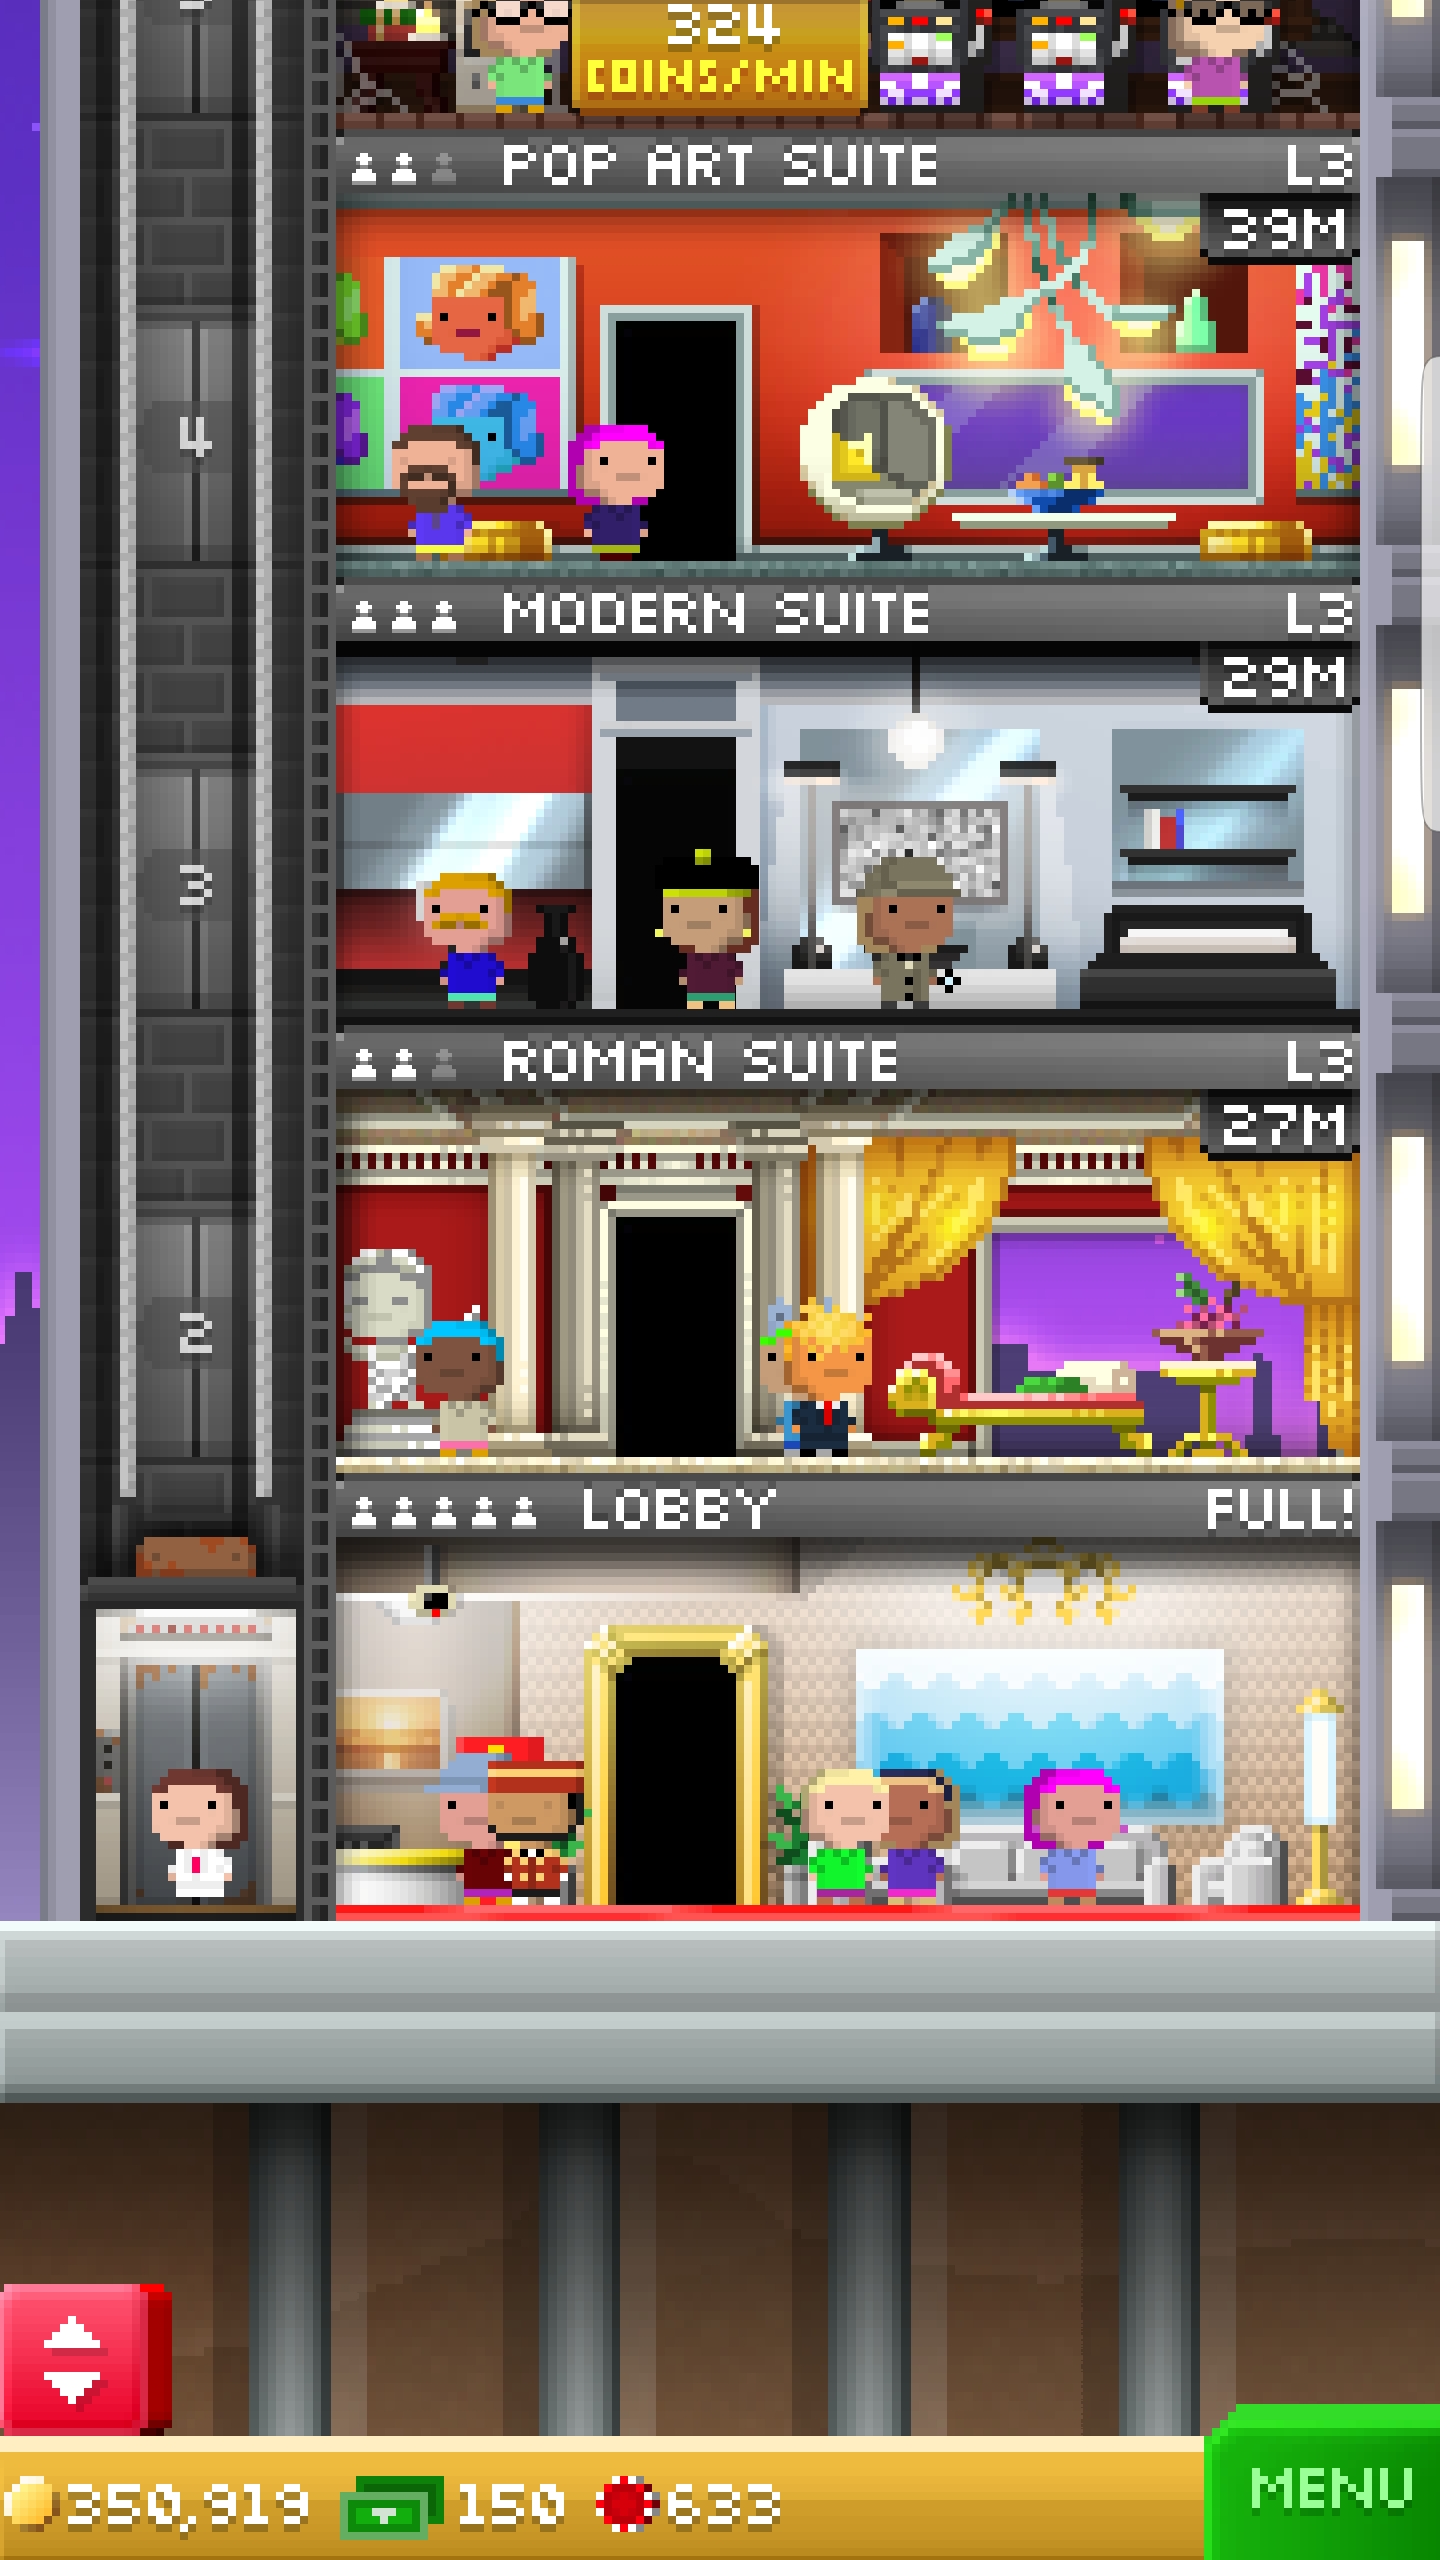 324
COINS/MIN
POP ART SUITE L3
39M
4
MODERN SUITE L3
29M
3
ROMAN SUITE L3
27M
2
LOBBY FULL!
350,919 150 633
MENU